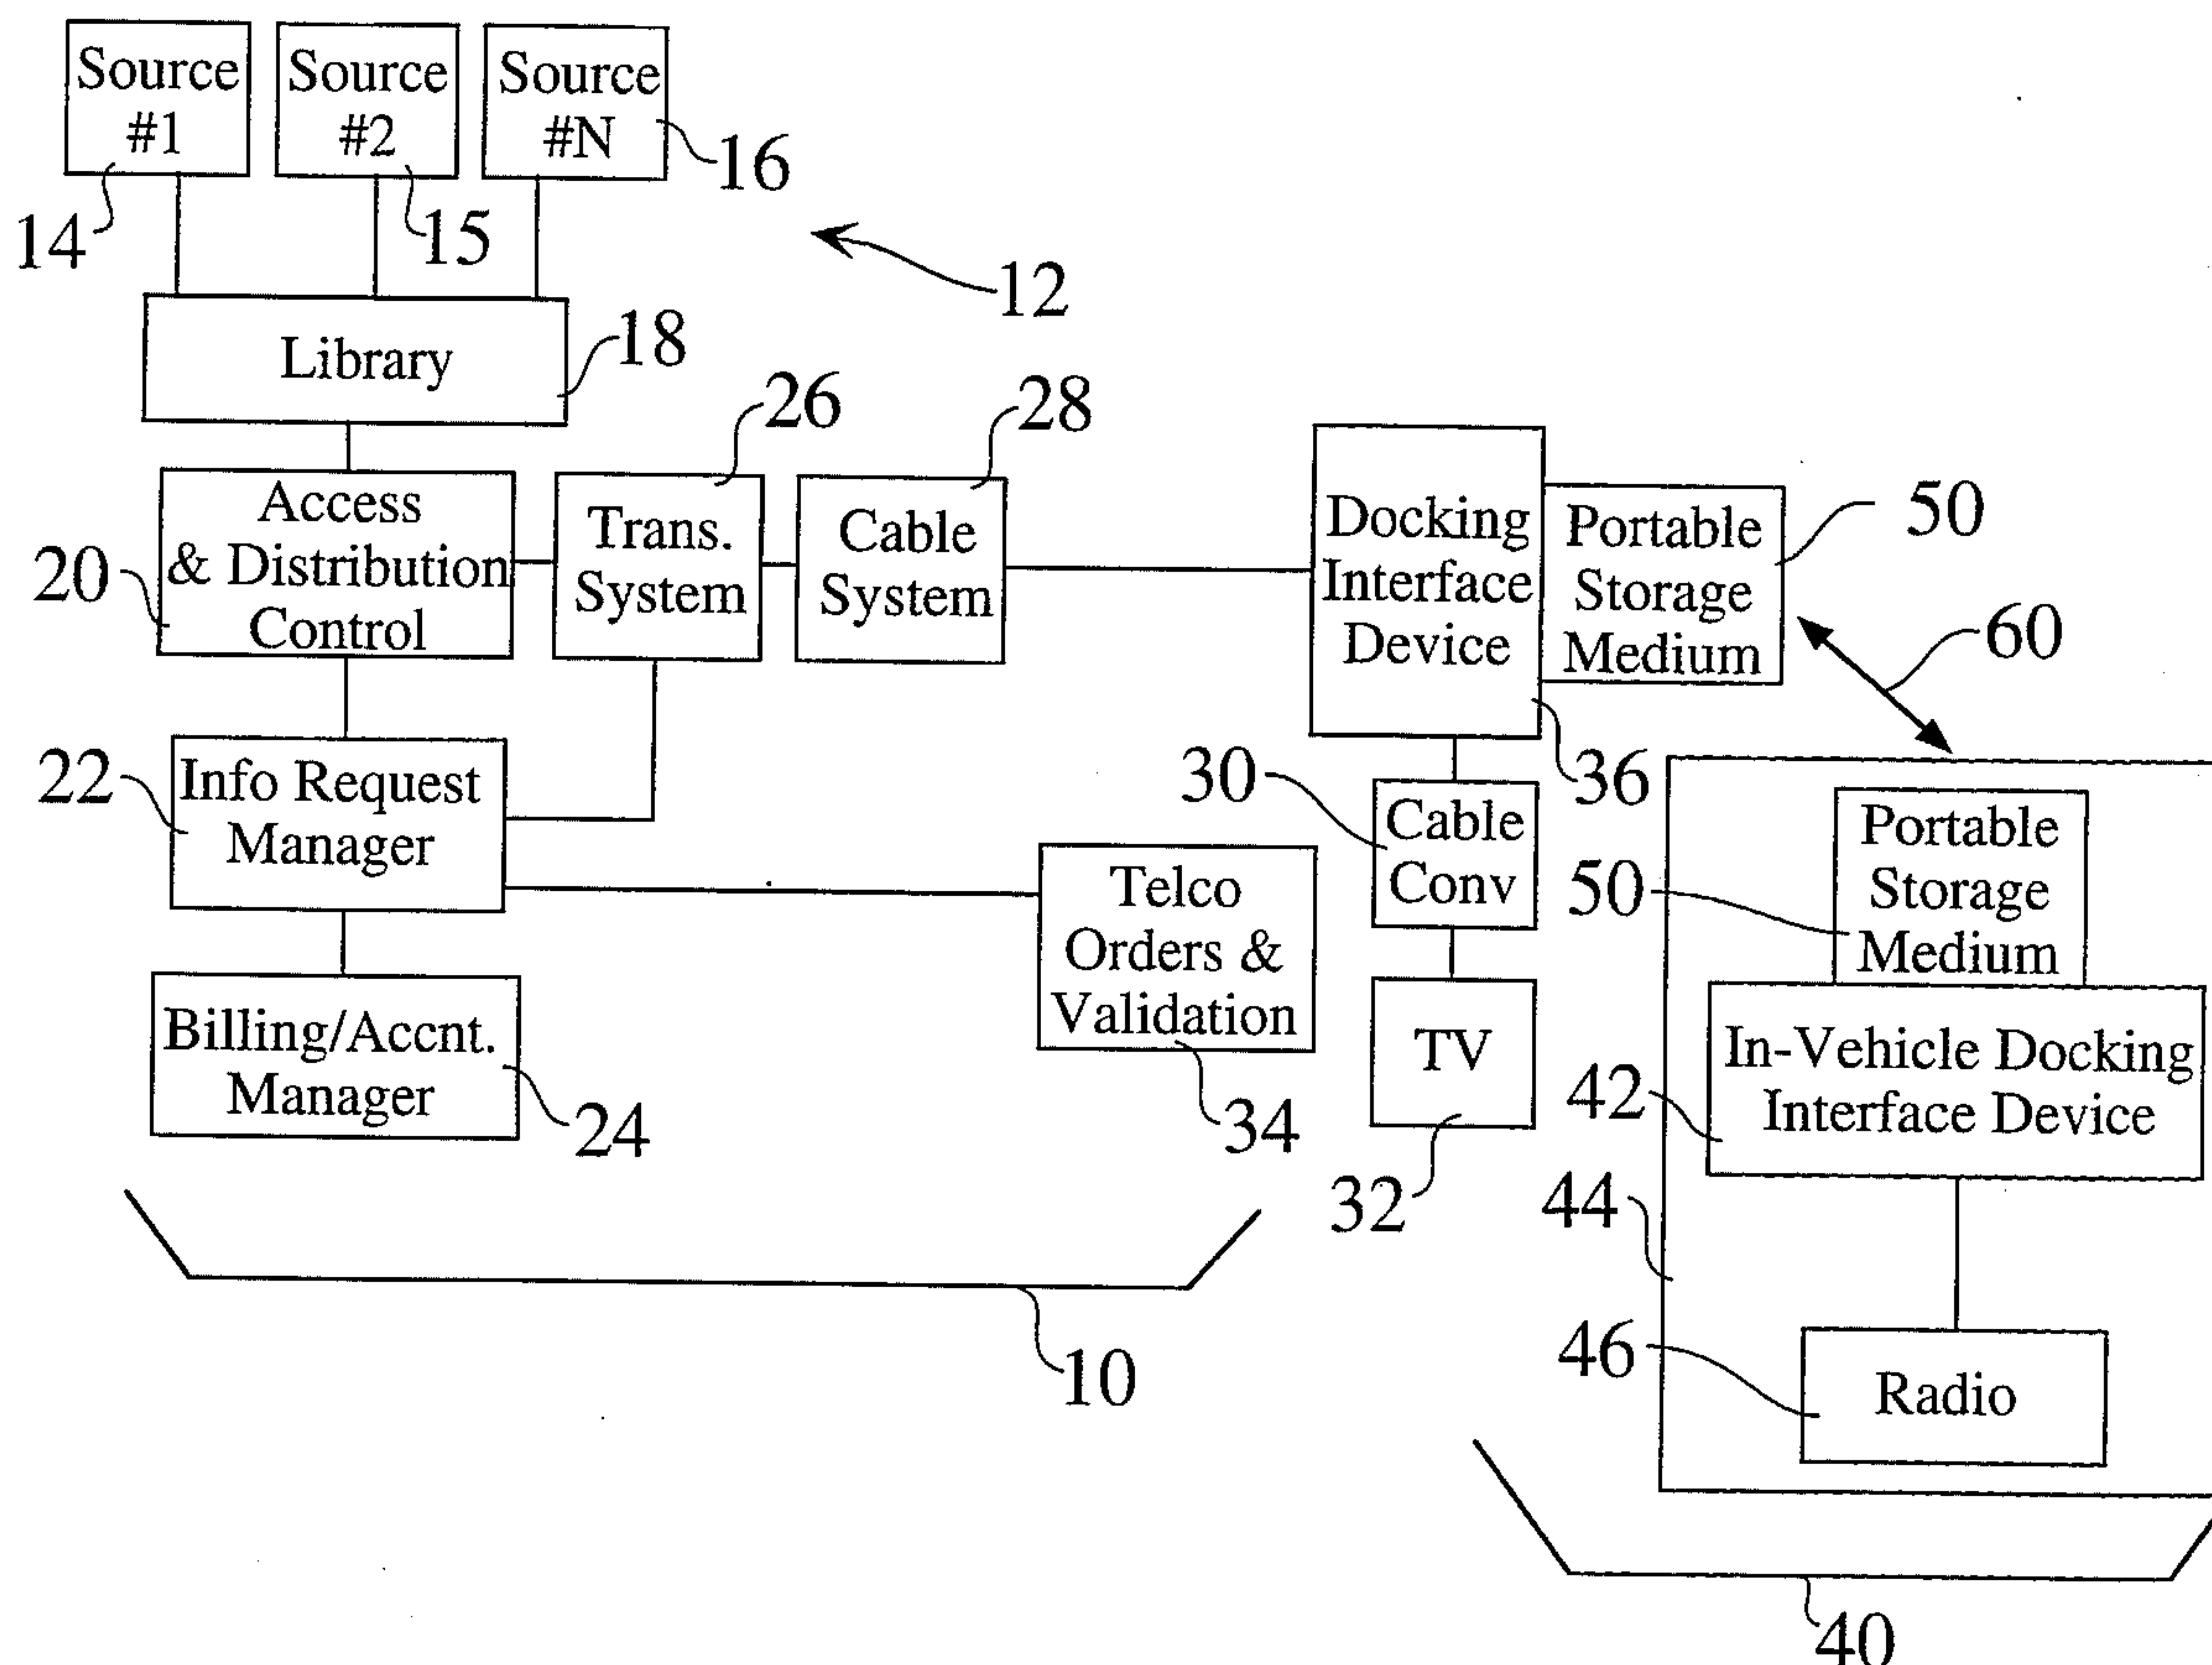 Source
#1
Source
#2
Source
#N
14
15
16
12
Library
18
26
28
Access
& Distribution
Control
20
Trans.
System
Cable
System
Docking
Interface
Device
Portable
Storage
Medium
50
60
36
22
Info Request
Manager
30
Cable
Conv
Telco
Orders &
Validation
34
Billing/Accnt.
Manager
24
TV
32
Portable
Storage
Medium
50
In-Vehicle Docking
Interface Device
42
44
46
Radio
10
40